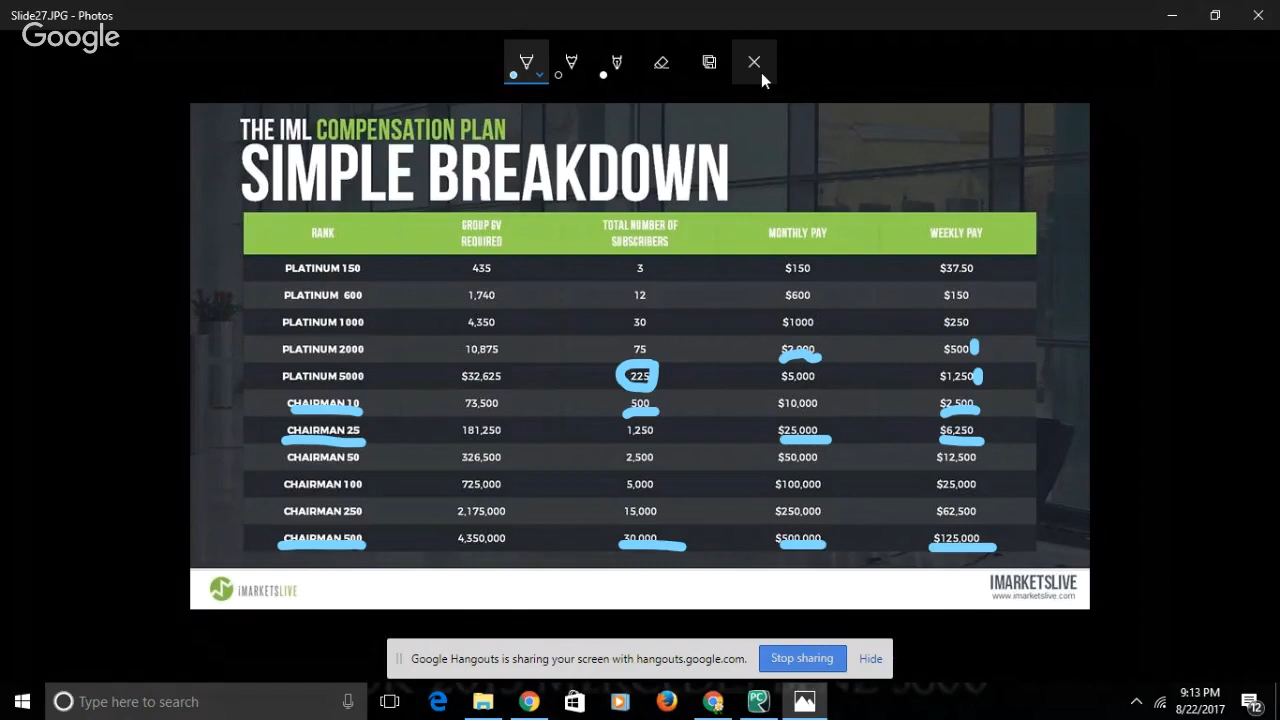 Slide27.JPG - Photos
Google
THE IML COMPENSATION PLAN
SIMPLE BREAKDOWN
RANK GROUP GV REQUIRED TOTAL NUMBER OF SUBSCRIBERS MONTHLY PAY WEEKLY PAY
PLATINUM 150 435 3 $150 $37.50
PLATINUM 600 1,740 12 $600 $150
PLATINUM 1000 4,350 30 $1000 $250
PLATINUM 2000 10,875 75 $2,000 $500
PLATINUM 5000 $32,625 225 $5,000 $1,250
CHAIRMAN 10 73,500 500 $10,000 $2,500
CHAIRMAN 25 181,250 1,250 $25,000 $6,250
CHAIRMAN 50 326,500 2,500 $50,000 $12,500
CHAIRMAN 100 725,000 5,000 $100,000 $25,000
CHAIRMAN 250 2,175,000 15,000 $250,000 $62,500
CHAIRMAN 500 4,350,000 30,000 $500,000 $125,000
iMARKETSLIVE
IMARKETSLIVE
www.imarketslive.com
Google Hangouts is sharing your screen with hangouts.google.com. Stop sharing Hide
Type here to search
9:13 PM
8/22/2017
12